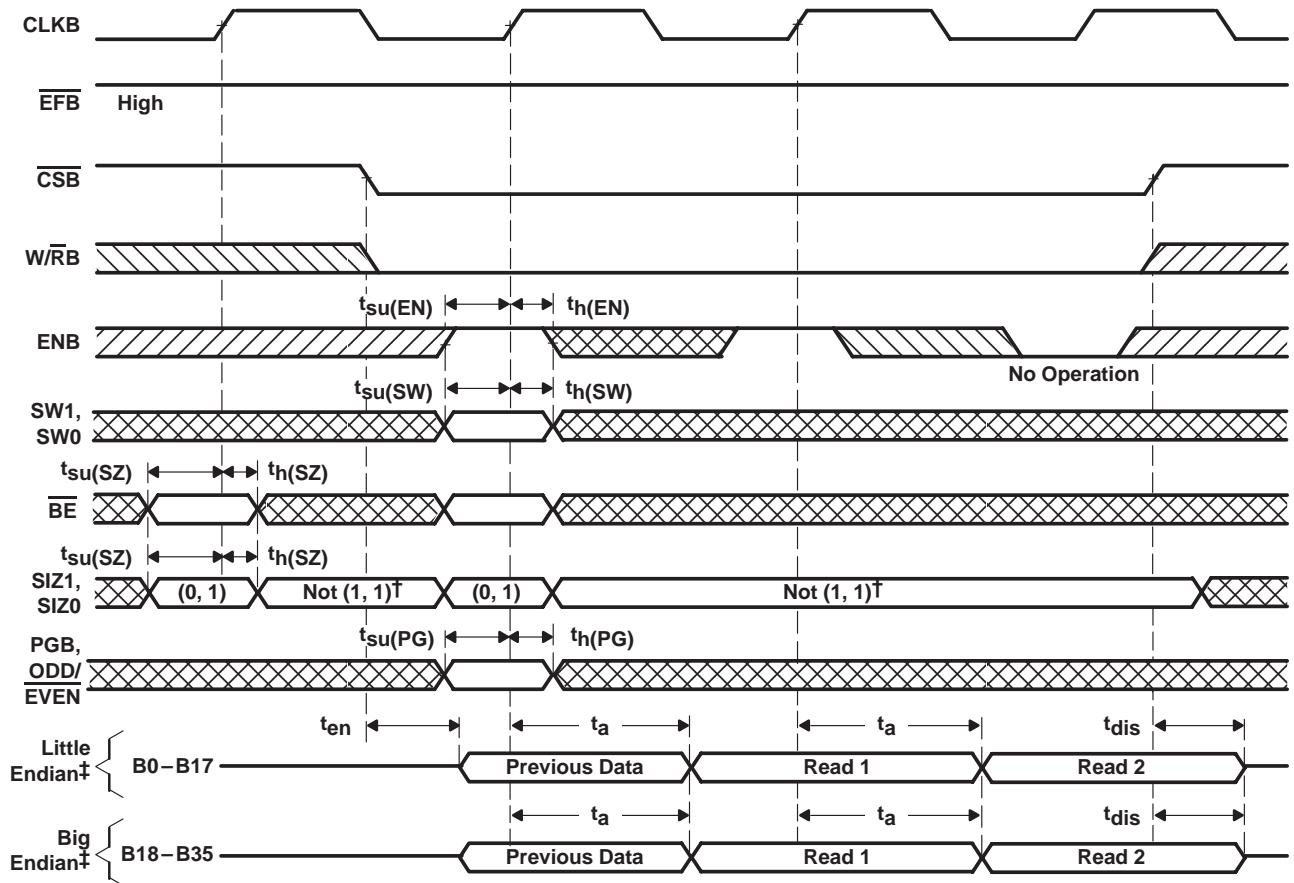 CLKB
EFB High
CSB
W/RB
tsu(EN) th(EN)
ENB
No Operation
tsu(SW) th(SW)
SW1,
SW0
tsu(SZ) th(SZ)
BE
tsu(SZ) th(SZ)
SIZ1,
SIZ0
(0, 1) Not (1, 1)† (0, 1) Not (1, 1)†
tsu(PG) th(PG)
PGB,
ODD/
EVEN
ten ta ta tdis
Little
Endian‡
B0–B17 Previous Data Read 1 Read 2
ta ta tdis
Big
Endian‡
B18–B35 Previous Data Read 1 Read 2